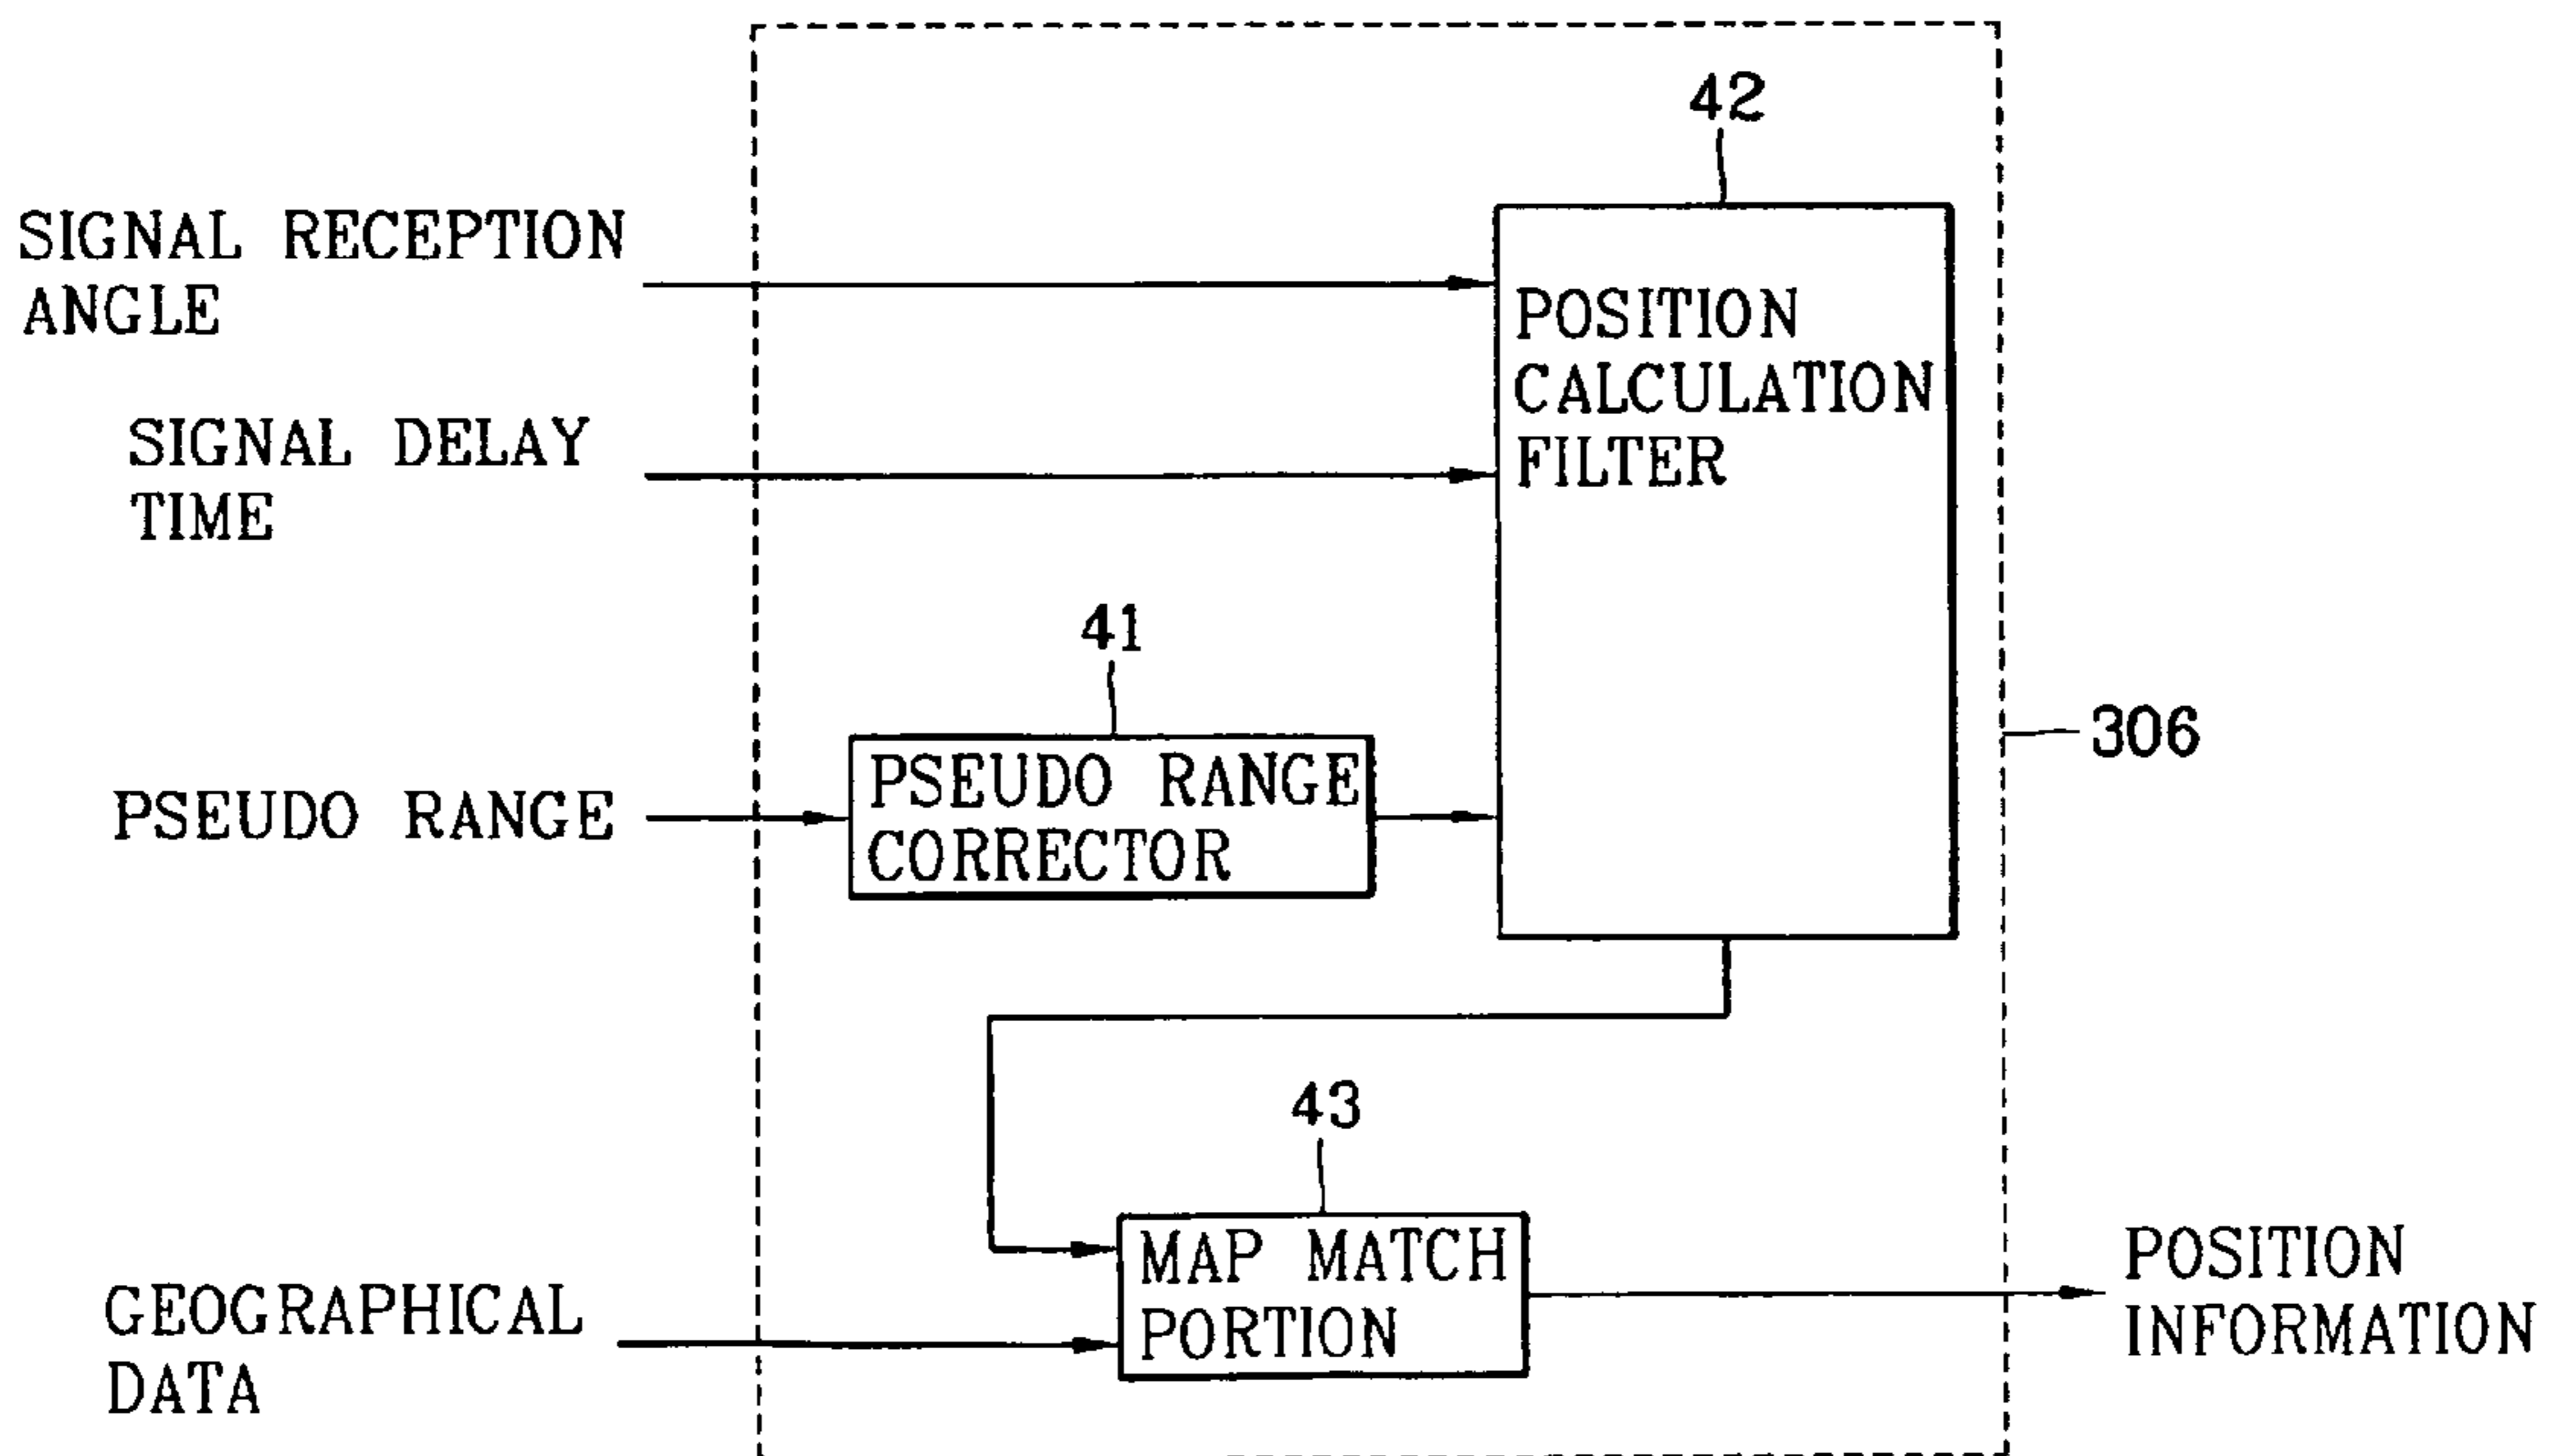 42
SIGNAL RECEPTION
ANGLE
POSITION
CALCULATION
FILTER
SIGNAL DELAY
TIME
41
PSEUDO RANGE
PSEUDO RANGE
CORRECTOR
306
43
GEOGRAPHICAL
DATA
MAP MATCH
PORTION
POSITION
INFORMATION